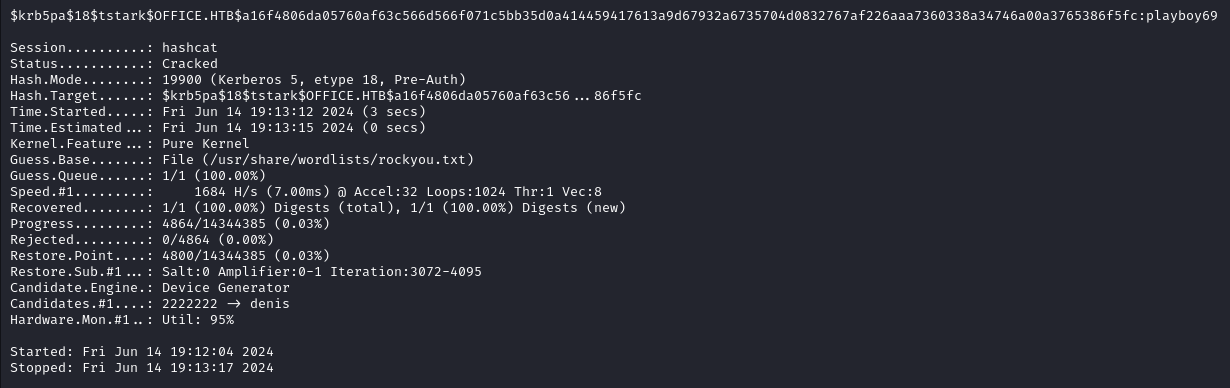 $krb5pa$18$tstark$OFFICE.HTB$a16f4806da05760af63c566d566f071c5bb35d0a414459417613a9d67932a6735704d0832767af226aaa7360338a34746a00a3765386f5fc:playboy69
Session..........: hashcat
Status...........: Cracked
Hash.Mode........: 19900 (Kerberos 5, etype 18, Pre-Auth)
Hash.Target......: $krb5pa$18$tstark$OFFICE.HTB$a16f4806da05760af63c56...86f5fc
Time.Started.....: Fri Jun 14 19:13:12 2024 (3 secs)
Time.Estimated...: Fri Jun 14 19:13:15 2024 (0 secs)
Kernel.Feature...: Pure Kernel
Guess.Base.......: File (/usr/share/wordlists/rockyou.txt)
Guess.Queue......: 1/1 (100.00%)
Speed.#1.........:     1684 H/s (7.00ms) @ Accel:32 Loops:1024 Thr:1 Vec:8
Recovered........: 1/1 (100.00%) Digests (total), 1/1 (100.00%) Digests (new)
Progress.........: 4864/14344385 (0.03%)
Rejected.........: 0/4864 (0.00%)
Restore.Point....: 4800/14344385 (0.03%)
Restore.Sub.#1...: Salt:0 Amplifier:0-1 Iteration:3072-4095
Candidate.Engine.: Device Generator
Candidates.#1....: 2222222 -> denis
Hardware.Mon.#1..: Util: 95%
Started: Fri Jun 14 19:12:04 2024
Stopped: Fri Jun 14 19:13:17 2024